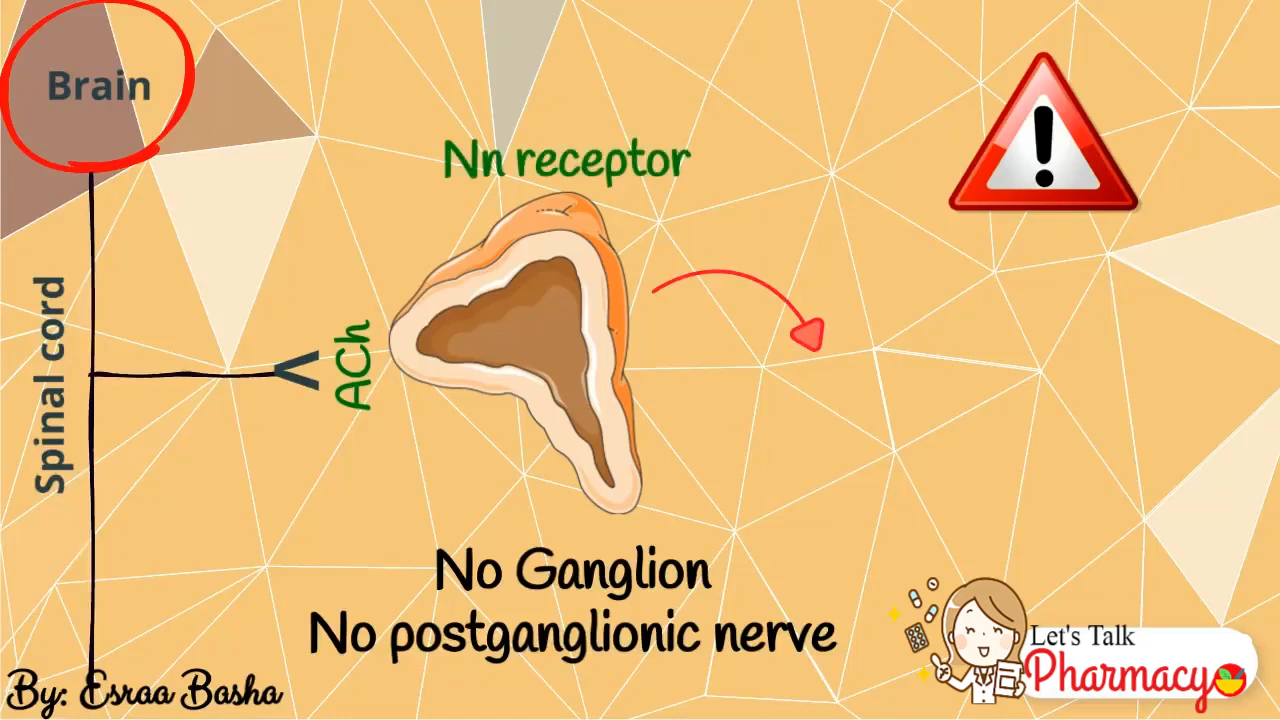 Brain
Nn receptor
Spinal cord
ACh
No Ganglion
No postganglionic nerve
Let's Talk
Pharmacy
By: Esraa Basha